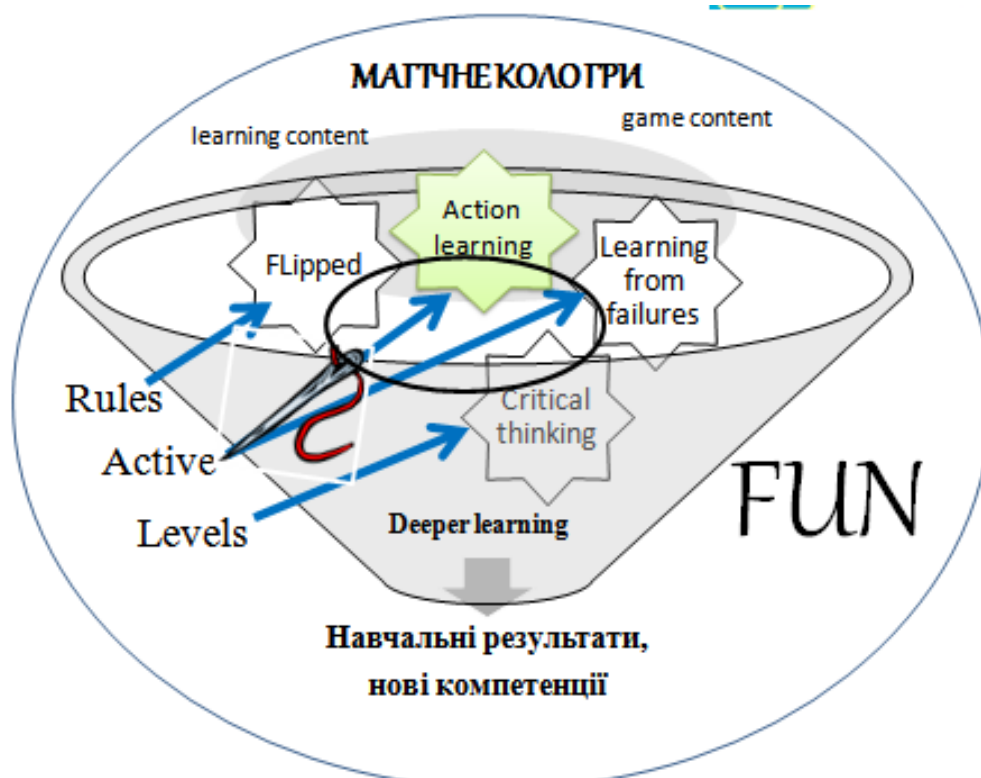 МАГІЧНЕ КОЛО ГРИ
learning content
game content
Action
learning
FLipped
Learning
from
failures
Rules
Critical
thinking
Active
Levels
FUN
Deeper learning
Навчальні результати,
нові компетенції